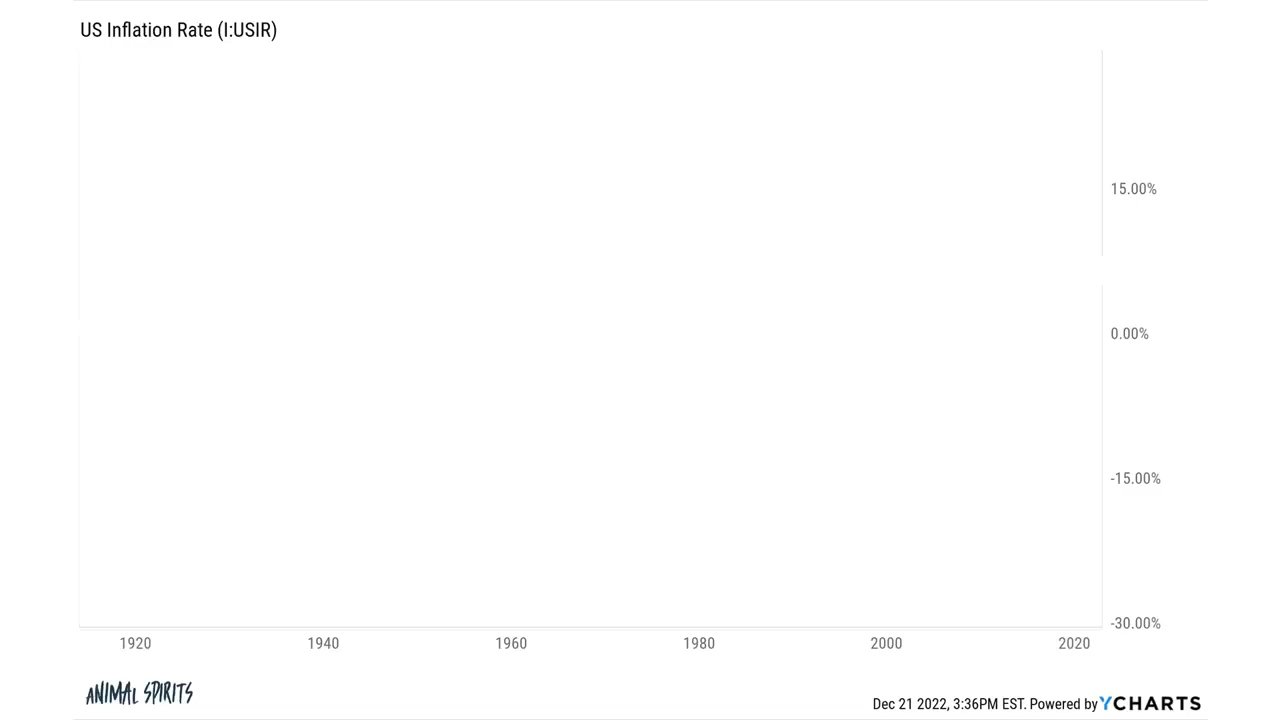 US Inflation Rate (I:USIR)
15.00%
0.00%
-15.00%
-30.00%
1920 1940 1960 1980 2000 2020
ANIMAL SPIRITS
Dec 21 2022, 3:36PM EST. Powered by YCHARTS